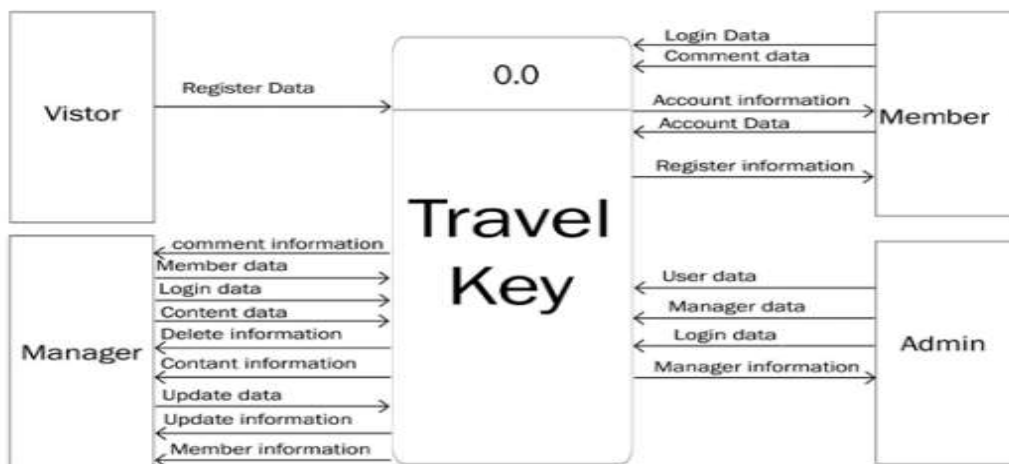 Vistor
Register Data
0.0
Travel
Key
Login Data
Comment data
Account information
Account Data
Register information
Member
Manager
comment information
Member data
Login data
Content data
Delete information
Contant information
Update data
Update information
Member information
User data
Manager data
Login data
Manager information
Admin